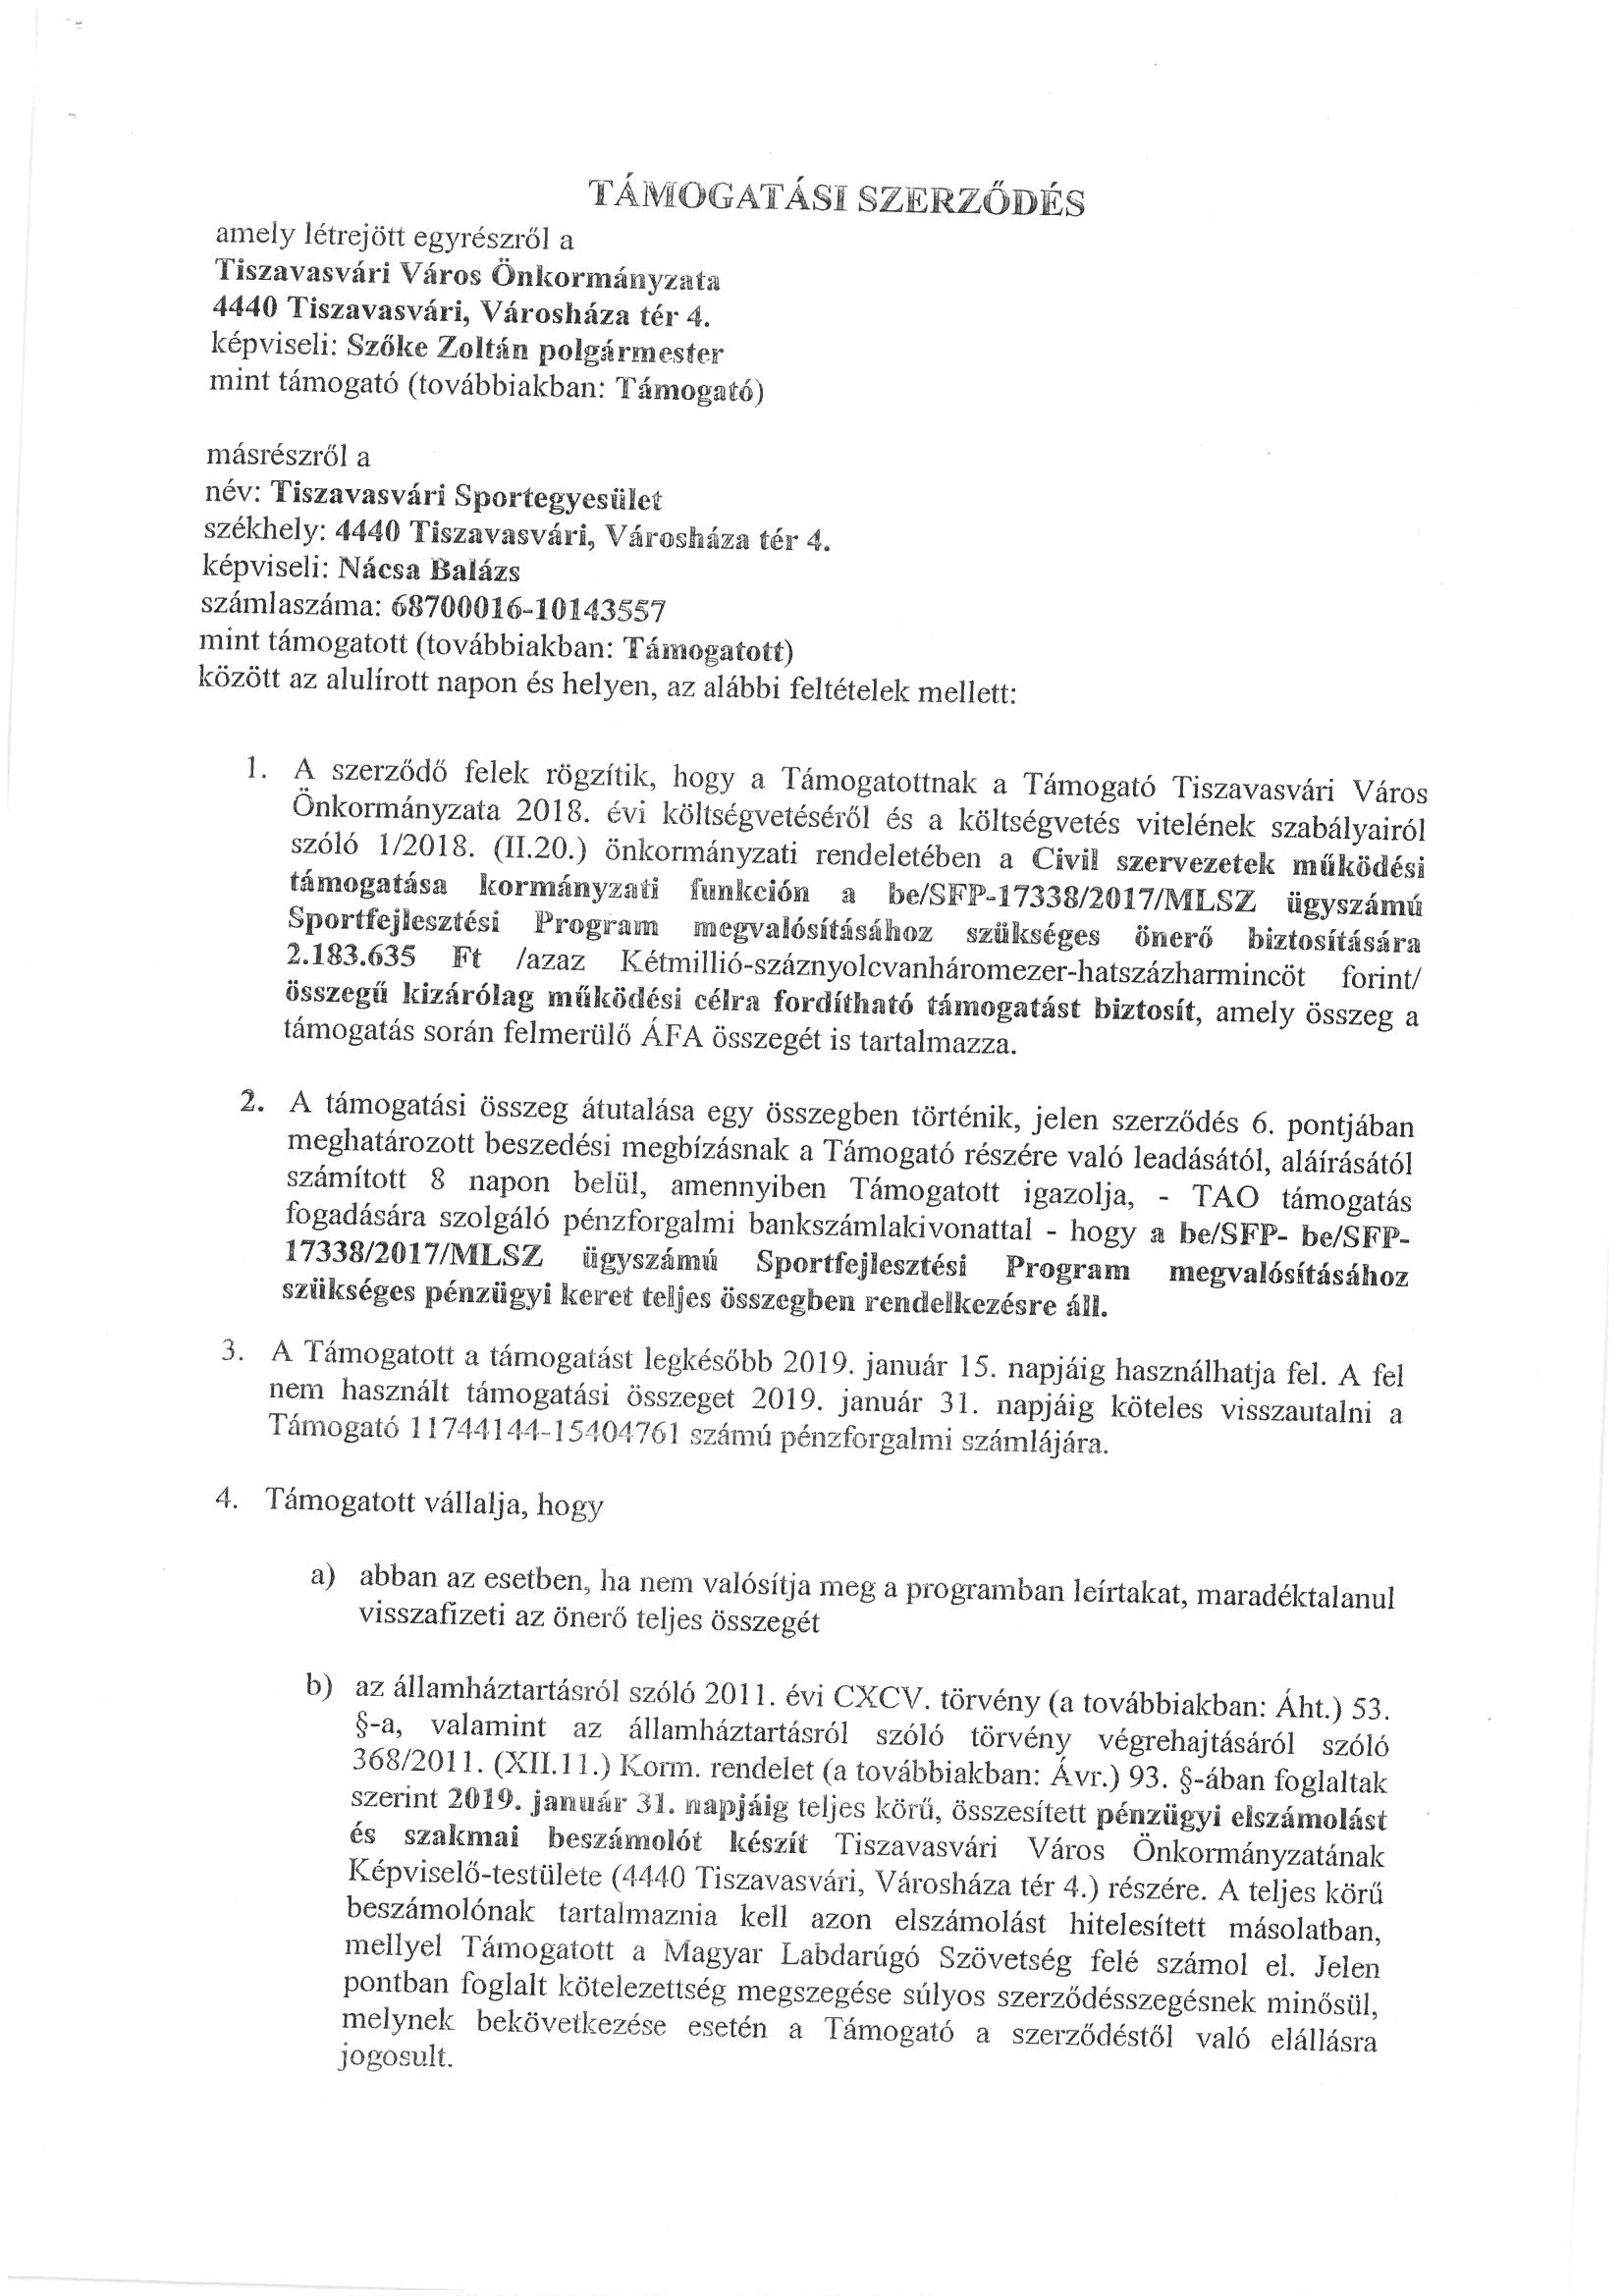 TÁMOGATÁSI SZERZŐDÉS
amely létrejött egyrészről a
Tiszavasvári Város Önkormányzata
4440 Tiszavasvári, Városháza tér 4.
képviseli: Szőke Zoltán polgármester
mint támogató (továbbiakban: Támogató)
másrészről a
név: Tiszavasvári Sportegyesület
székhely: 4440 Tiszavasvári, Városháza tér 4.
képviseli: Nácsa Balázs
számlaszáma: 68700016-10143557
mint támogatott (továbbiakban: Támogatott)
között az alulírott napon és helyen, az alábbi feltételek mellett:
1. A szerződő felek rögzítik, hogy a Támogatottnak a Támogató Tiszavasvári Város
Önkormányzata 2018. évi költségvetéséről és a költségvetés vitelének szabályairól
szóló 1/2018. (II.20.) önkormányzati rendeletében a Civil szervezetek működési
támogatása kormányzati funkción a be/SFP-17338/2017/MLSZ ügyszámú
Sportfejlesztési Program megvalósításához szükséges önerő biztosítására
2.183.635 Ft /azaz Kétmillió-száznyolcvanháromezer-hatszázharmincöt forint/
összegű kizárólag működési célra fordítható támogatást biztosít, amely összeg a
támogatás során felmerülő ÁFA összegét is tartalmazza.
2. A támogatási összeg átutalása egy összegben történik, jelen szerződés 6. pontjában
meghatározott beszedési megbízásnak a Támogató részére való leadásától, aláírásától
számított 8 napon belül, amennyiben Támogatott igazolja, - TAO támogatás
fogadására szolgáló pénzforgalmi bankszámlakivonattal - hogy a be/SFP- be/SFP-
17338/2017/MLSZ ügyszámú Sportfejlesztési Program megvalósításához
szükséges pénzügyi keret teljes összegben rendelkezésre áll.
3. A Támogatott a támogatást legkésőbb 2019. január 15. napjáig használhatja fel. A fel
nem használt támogatási összeget 2019. január 31. napjáig köteles visszautalni a
Támogató 11744144-15404761 számú pénzforgalmi számlájára.
4. Támogatott vállalja, hogy
a) abban az esetben, ha nem valósítja meg a programban leírtakat, maradéktalanul
visszafizeti az önerő teljes összegét
b) az államháztartásról szóló 2011. évi CXCV. törvény (a továbbiakban: Áht.) 53.
§-a, valamint az államháztartásról szóló törvény végrehajtásáról szóló
368/2011. (XII.11.) Korm. rendelet (a továbbiakban: Ávr.) 93. §-ában foglaltak
szerint 2019. január 31. napjáig teljes körű, összesített pénzügyi elszámolást
és szakmai beszámolót készít Tiszavasvári Város Önkormányzatának
Képviselő-testülete (4440 Tiszavasvári, Városháza tér 4.) részére. A teljes körű
beszámolónak tartalmaznia kell azon elszámolást hitelesített másolatban,
mellyel Támogatott a Magyar Labdarúgó Szövetség felé számol el. Jelen
pontban foglalt kötelezettség megszegése súlyos szerződésszegésnek minősül,
melynek bekövetkezése esetén a Támogató a szerződéstől való elállásra
jogosult.